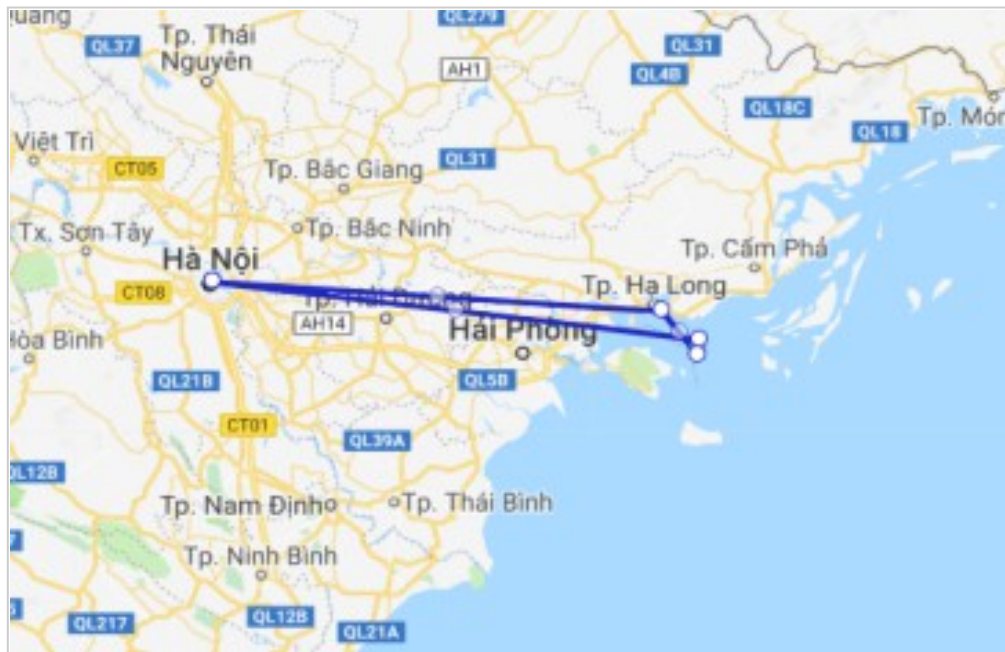 QL37
QL279
QL31
Tp. Thái
Nguyên
AH1
QL4B
QL18C
Việt Trì
QL18
Tp. Món
CT05
QL31
Tp. Bắc Giang
Tx. Sơn Tây
Tp. Bắc Ninh
Hà Nội
Tp. Cẩm Phả
CT08
Tp. Hạ Long
AH14
Hải Phòng
Hòa Bình
QL21B
QL5B
CT01
QL39A
QL12B
Tp. Nam Định
Tp. Thái Bình
Tp. Ninh Bình
QL217
QL12B
QL21A